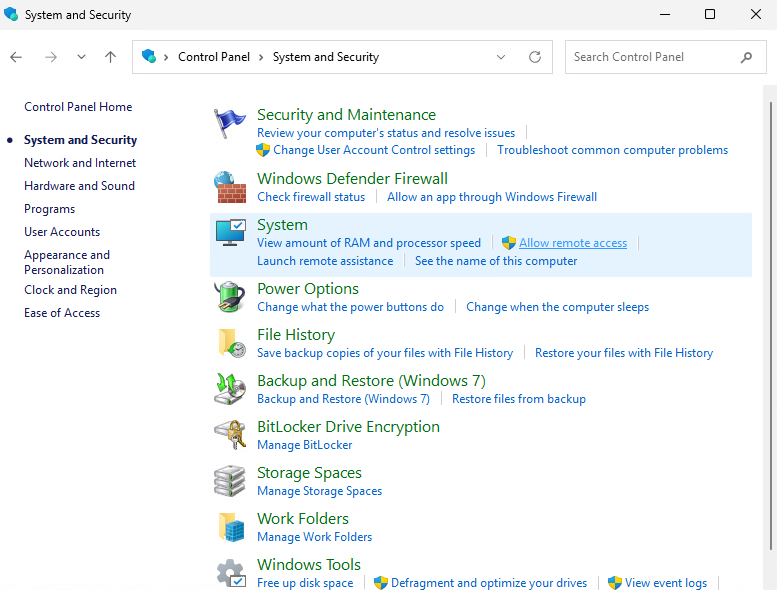 System and Security
Control Panel
System and Security
Search Control Panel
Control Panel Home
System and Security
Network and Internet
Hardware and Sound
Programs
User Accounts
Appearance and
Personalization
Clock and Region
Ease of Access
Security and Maintenance
Review your computer's status and resolve issues
Change User Account Control settings
Troubleshoot common computer problems
Windows Defender Firewall
Check firewall status
Allow an app through Windows Firewall
System
View amount of RAM and processor speed
Allow remote access
Launch remote assistance
See the name of this computer
Power Options
Change what the power buttons do
Change when the computer sleeps
File History
Save backup copies of your files with File History
Restore your files with File History
Backup and Restore (Windows 7)
Backup and Restore (Windows 7)
Restore files from backup
BitLocker Drive Encryption
Manage BitLocker
Storage Spaces
Manage Storage Spaces
Work Folders
Manage Work Folders
Windows Tools
Free up disk space
Defragment and optimize your drives
View event logs